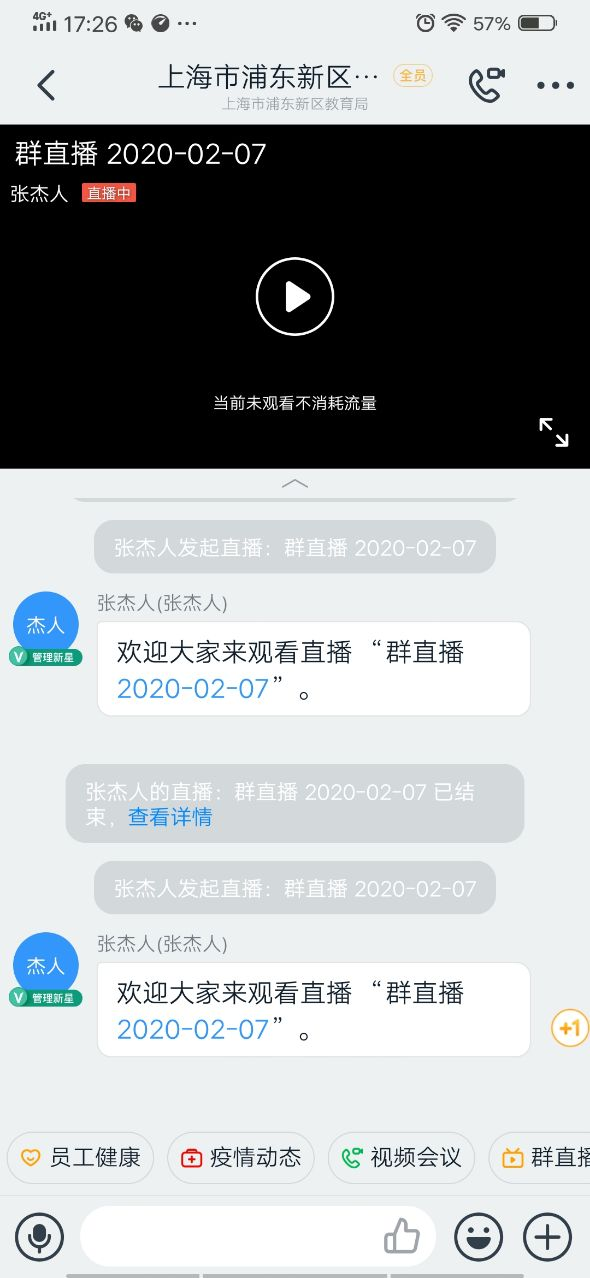 4G+ 17:26 57%
上海市浦东新区··· 全员
上海市浦东新区教育局
群直播 2020-02-07
张杰人 直播中
当前未观看不消耗流量
张杰人发起直播：群直播 2020-02-07
张杰人(张杰人)
杰人
V 管理新星
欢迎大家来观看直播 “群直播
2020-02-07”。
张杰人的直播：群直播 2020-02-07 已结
束，查看详情
张杰人发起直播：群直播 2020-02-07
张杰人(张杰人)
杰人
V 管理新星
欢迎大家来观看直播 “群直播
2020-02-07”。
+1
员工健康 疫情动态 视频会议 群直